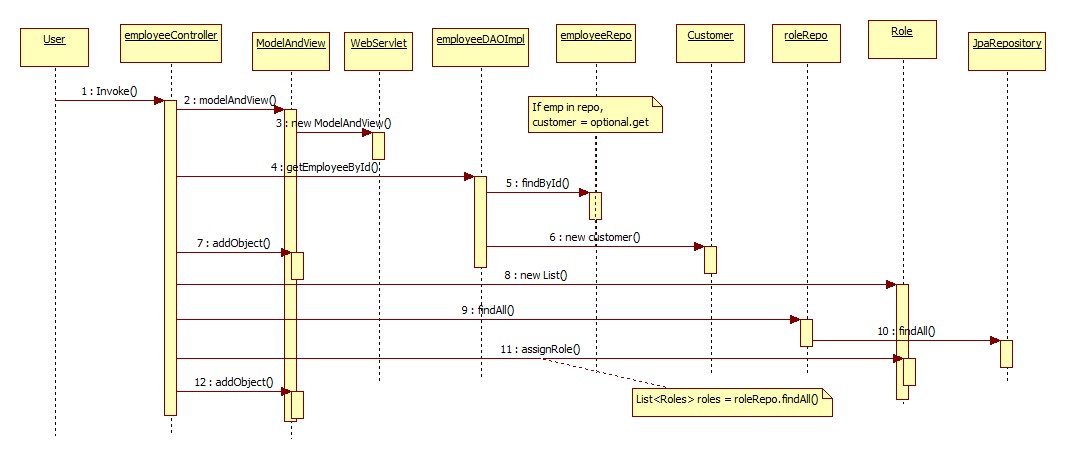 User
employeeController
ModelAndView
WebServlet
employeeDAOImpl
employeeRepo
Customer
roleRepo
Role
JpaRepository
1 : Invoke()
2 : modelAndView()
If emp in repo,
customer = optional.get
3 : new ModelAndView()
4 : getEmployeeById()
5 : findById()
6 : new customer()
7 : addObject()
8 : new List()
9 : findAll()
10 : findAll()
11 : assignRole()
12 : addObject()
List<Roles> roles = roleRepo.findAll()